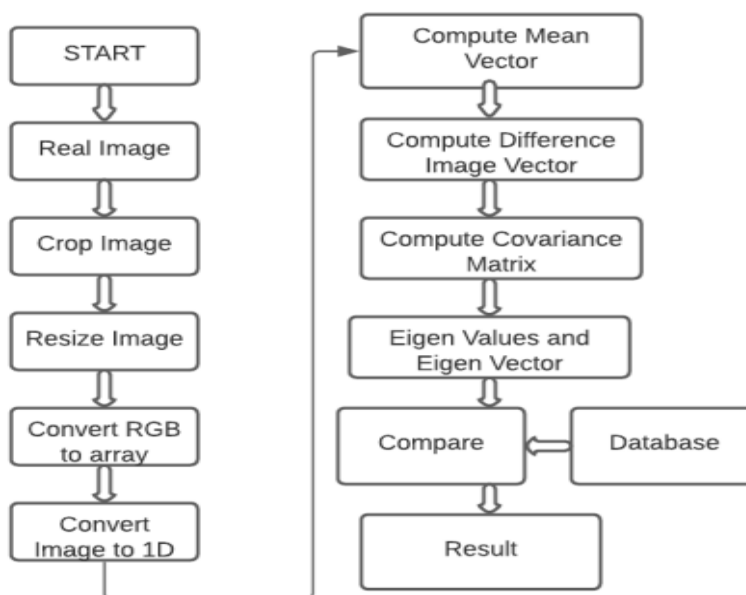 START
Real Image
Crop Image
Resize Image
Convert RGB
to array
Convert
Image to 1D
Compute Mean
Vector
Compute Difference
Image Vector
Compute Covariance
Matrix
Eigen Values and
Eigen Vector
Compare
Database
Result